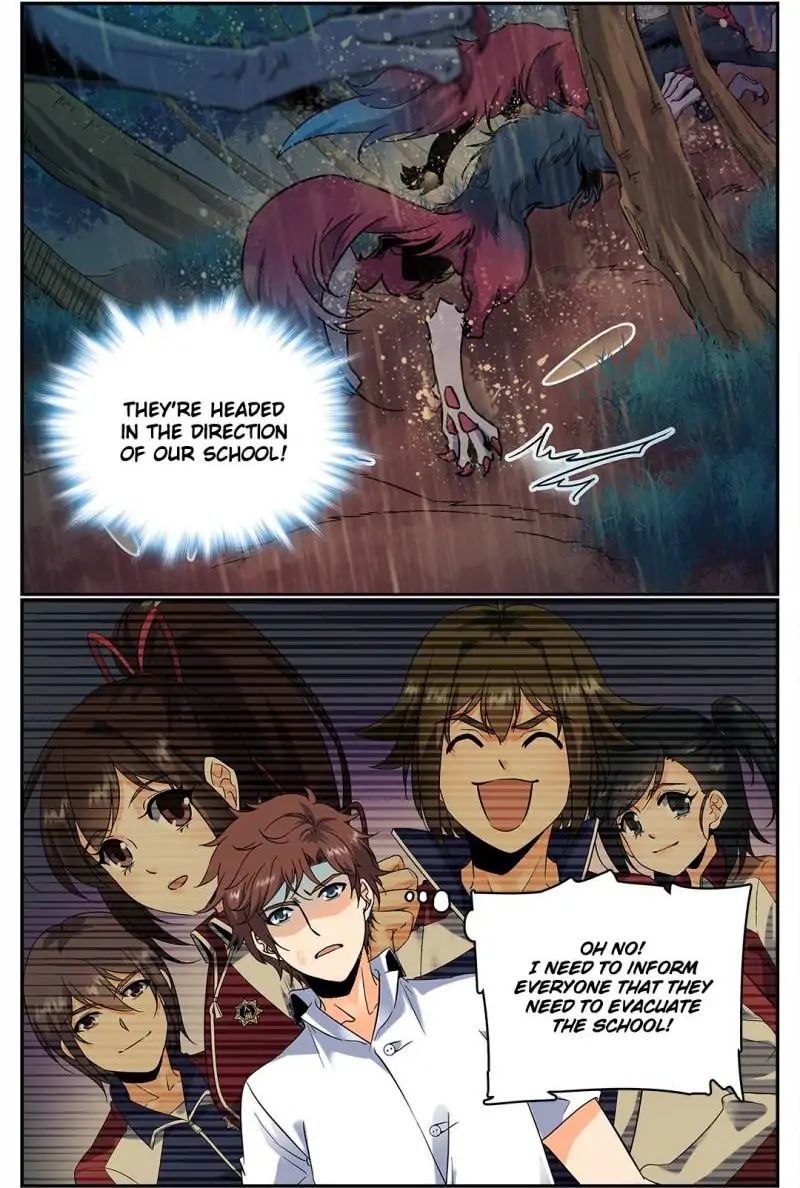 THEY'RE HEADED
IN THE DIRECTION
OF OUR SCHOOL!
OH NO!
I NEED TO INFORM
EVERYONE THAT THEY
NEED TO EVACUATE
THE SCHOOL!